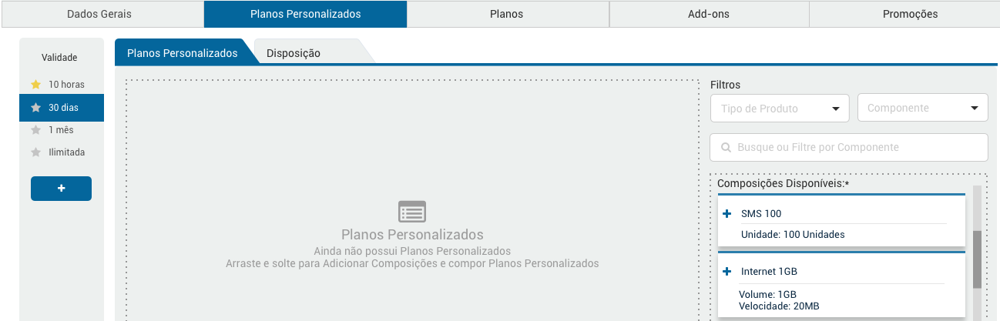 Dados Gerais
Planos Personalizados
Planos
Add-ons
Promoções
Validade
10 horas
30 dias
1 mês
Ilimitada
+
Planos Personalizados
Disposição
Planos Personalizados
Ainda não possui Planos Personalizados
Arraste e solte para Adicionar Composições e compor Planos Personalizados
Filtros
Tipo de Produto
Componente
Busque ou Filtre por Componente
Composições Disponíveis:*
+ SMS 100
Unidade: 100 Unidades
+ Internet 1GB
Volume: 1GB
Velocidade: 20MB